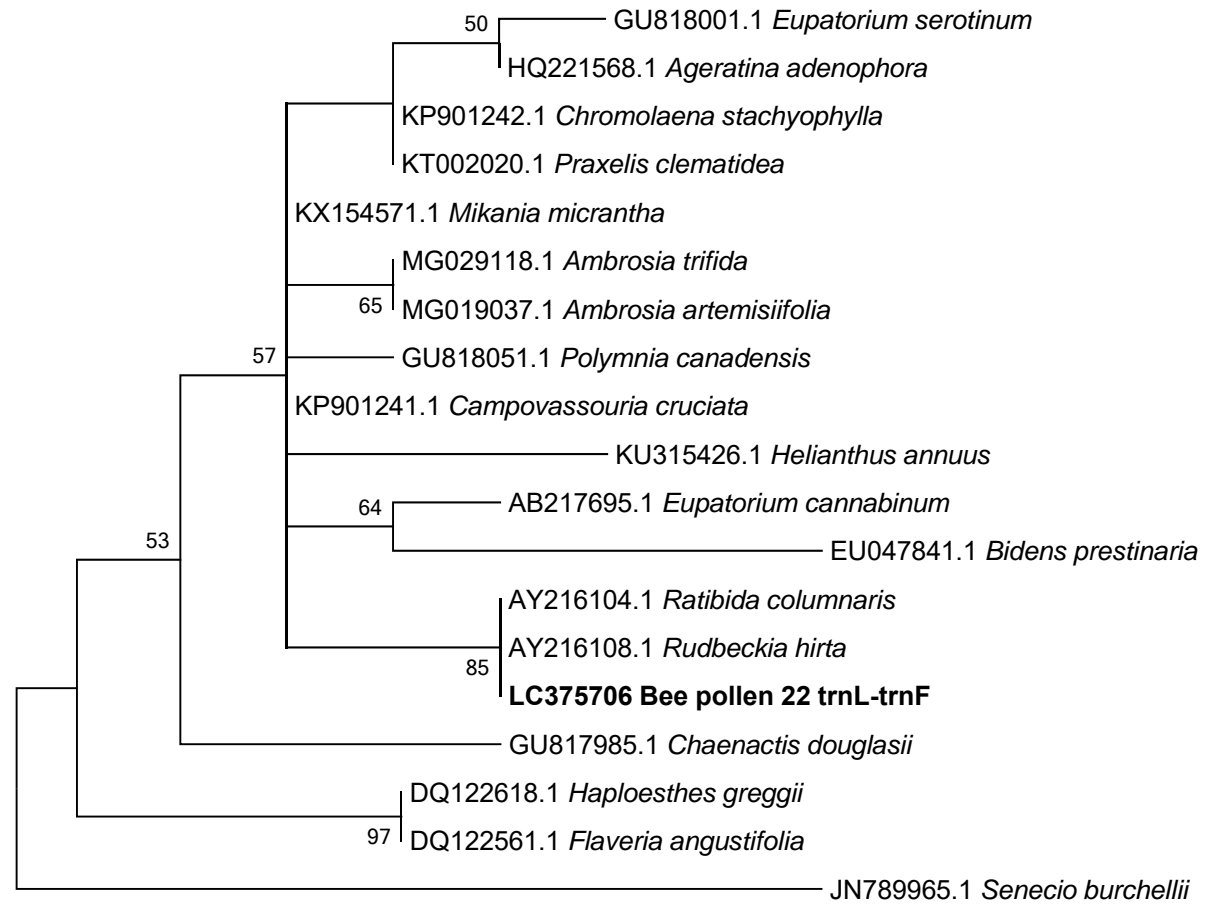 50
GU818001.1 Eupatorium serotinum
HQ221568.1 Ageratina adenophora
KP901242.1 Chromolaena stachyophylla
KT002020.1 Praxelis clematidea
KX154571.1 Mikania micrantha
MG029118.1 Ambrosia trifida
65
MG019037.1 Ambrosia artemisiifolia
57
GU818051.1 Polymnia canadensis
KP901241.1 Campovassouria cruciata
KU315426.1 Helianthus annuus
64
AB217695.1 Eupatorium cannabinum
53
EU047841.1 Bidens prestinaria
AY216104.1 Ratibida columnaris
AY216108.1 Rudbeckia hirta
85
LC375706 Bee pollen 22 trnL-trnF
GU817985.1 Chaenactis douglasii
DQ122618.1 Haploesthes greggii
97
DQ122561.1 Flaveria angustifolia
JN789965.1 Senecio burchellii